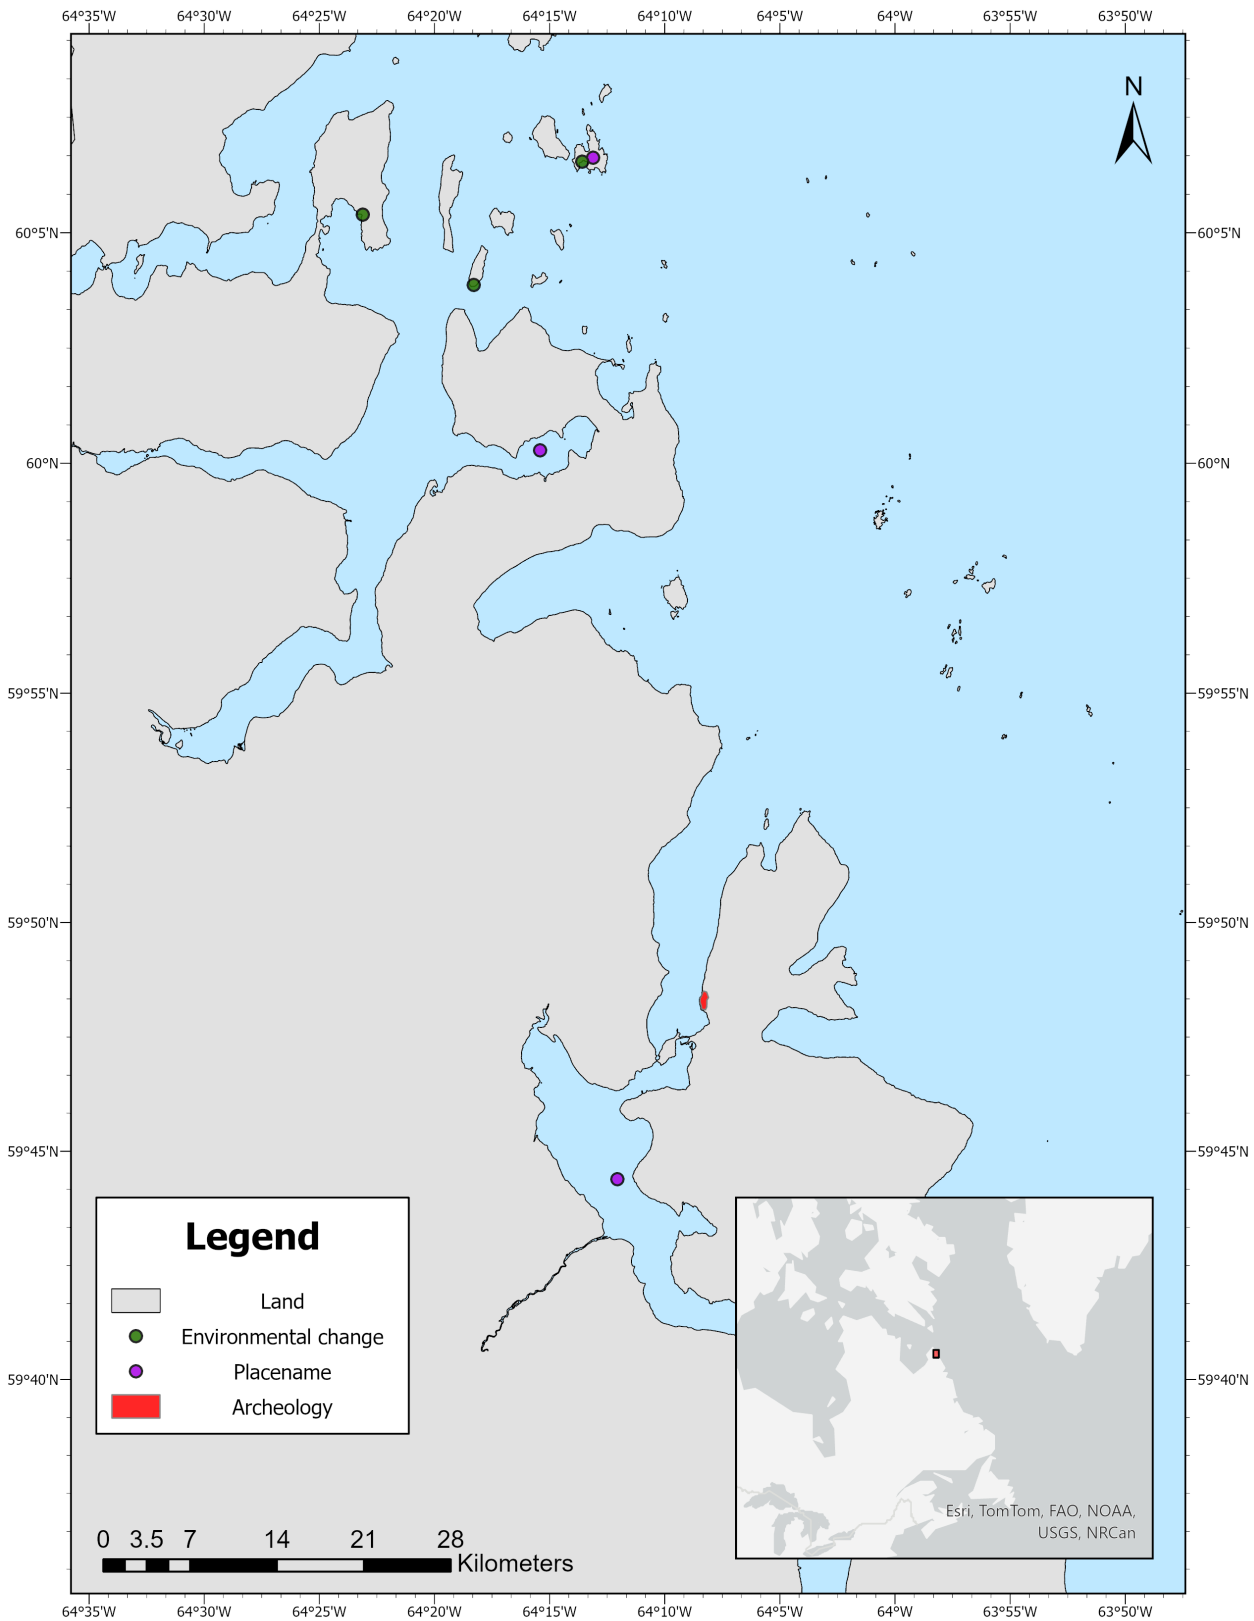 64°35'W 64°30'W 64°25'W 64°20'W 64°15'W 64°10'W 64°5'W 64°W 63°55'W 63°50'W
N
60°5'N 60°5'N
60°N 60°N
59°55'N 59°55'N
59°50'N 59°50'N
59°45'N 59°45'N
Legend
Land
Environmental change
Placename
59°40'N 59°40'N
Archeology
Esri, TomTom, FAO, NOAA,
USGS, NRCan
0 3.5 7 14 21 28
Kilometers
64°35'W 64°30'W 64°25'W 64°20'W 64°15'W 64°10'W 64°5'W 64°W 63°55'W 63°50'W